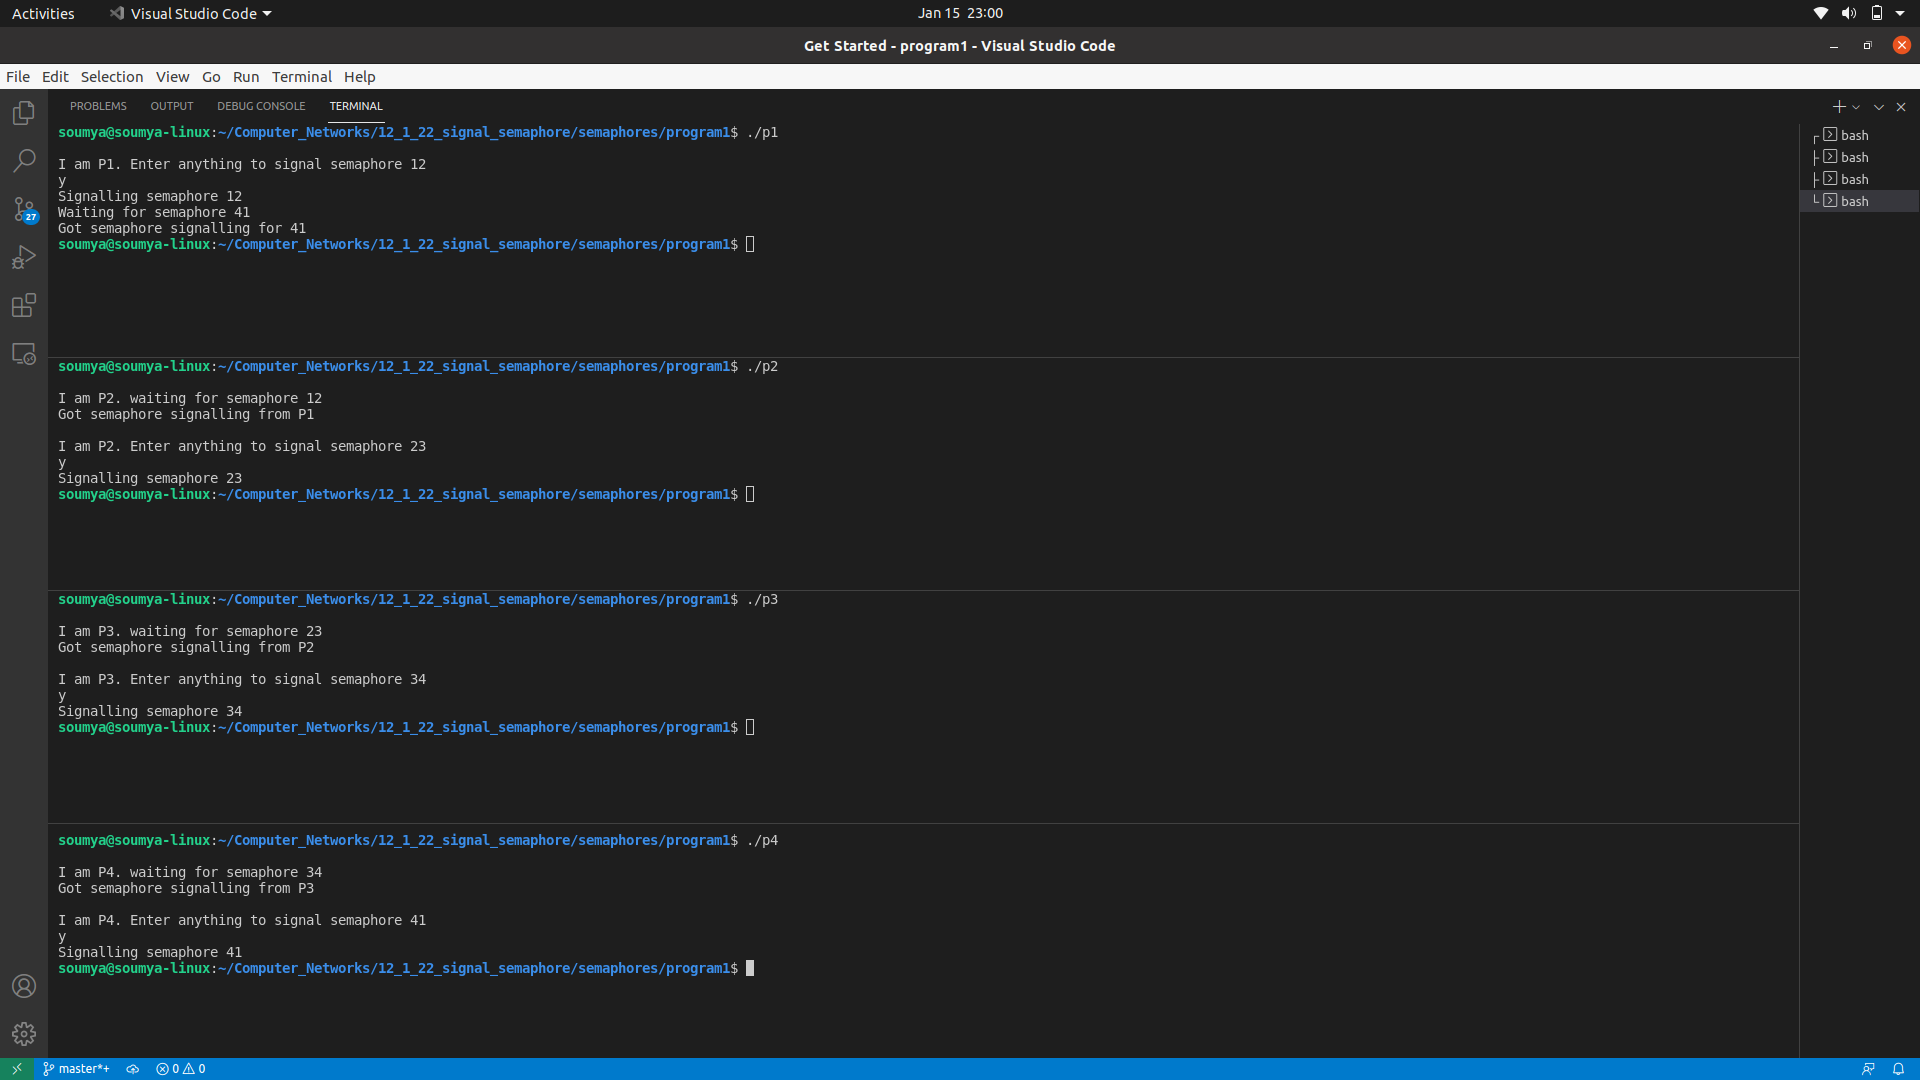 Activities
Visual Studio Code
Jan 15 23:00
Get Started - program1 - Visual Studio Code
File Edit Selection View Go Run Terminal Help
PROBLEMS OUTPUT DEBUG CONSOLE TERMINAL
soumya@soumya-linux:~/Computer_Networks/12_1_22_signal_semaphore/semaphores/program1$ ./p1
I am P1. Enter anything to signal semaphore 12
y
Signalling semaphore 12
Waiting for semaphore 41
Got semaphore signalling for 41
soumya@soumya-linux:~/Computer_Networks/12_1_22_signal_semaphore/semaphores/program1$
soumya@soumya-linux:~/Computer_Networks/12_1_22_signal_semaphore/semaphores/program1$ ./p2
I am P2. waiting for semaphore 12
Got semaphore signalling from P1
I am P2. Enter anything to signal semaphore 23
y
Signalling semaphore 23
soumya@soumya-linux:~/Computer_Networks/12_1_22_signal_semaphore/semaphores/program1$
soumya@soumya-linux:~/Computer_Networks/12_1_22_signal_semaphore/semaphores/program1$ ./p3
I am P3. waiting for semaphore 23
Got semaphore signalling from P2
I am P3. Enter anything to signal semaphore 34
y
Signalling semaphore 34
soumya@soumya-linux:~/Computer_Networks/12_1_22_signal_semaphore/semaphores/program1$
soumya@soumya-linux:~/Computer_Networks/12_1_22_signal_semaphore/semaphores/program1$ ./p4
I am P4. waiting for semaphore 34
Got semaphore signalling from P3
I am P4. Enter anything to signal semaphore 41
y
Signalling semaphore 41
soumya@soumya-linux:~/Computer_Networks/12_1_22_signal_semaphore/semaphores/program1$
bash
bash
bash
bash
27
master*+ 0 0